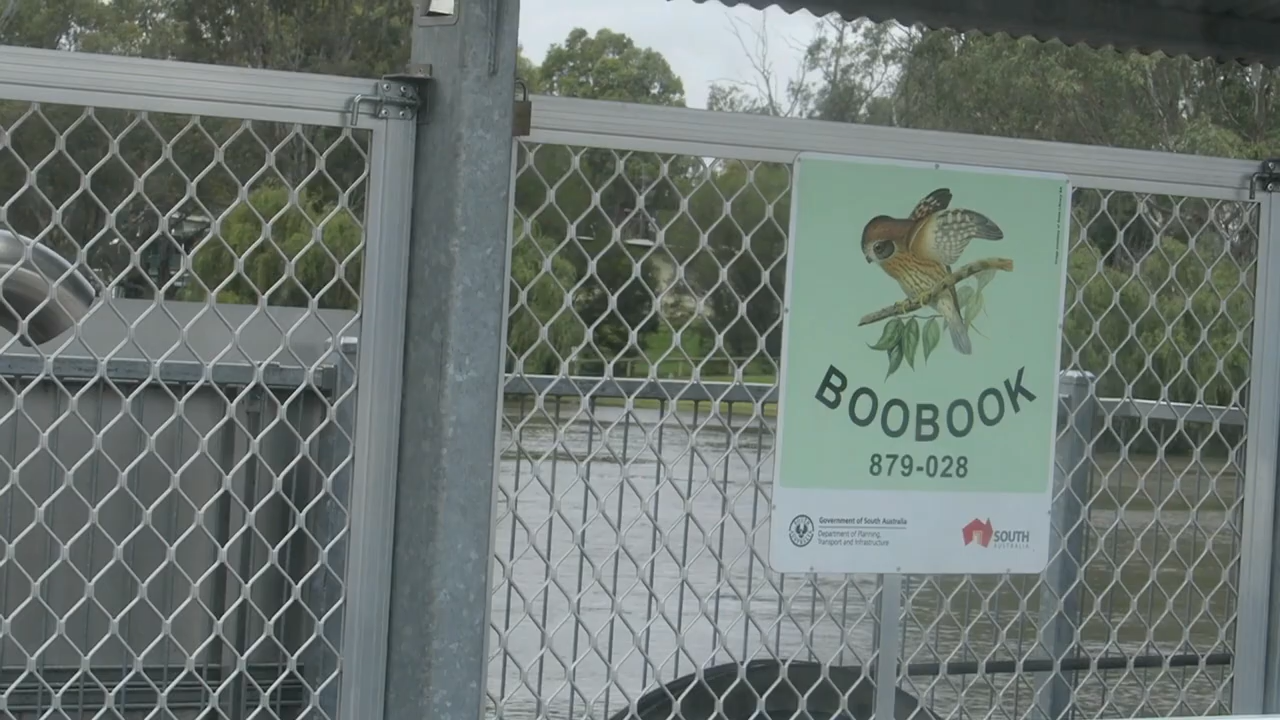 BOOBOOK
879-028
Government of South Australia
Department of Planning,
Transport and Infrastructure
SOUTH
AUSTRALIA